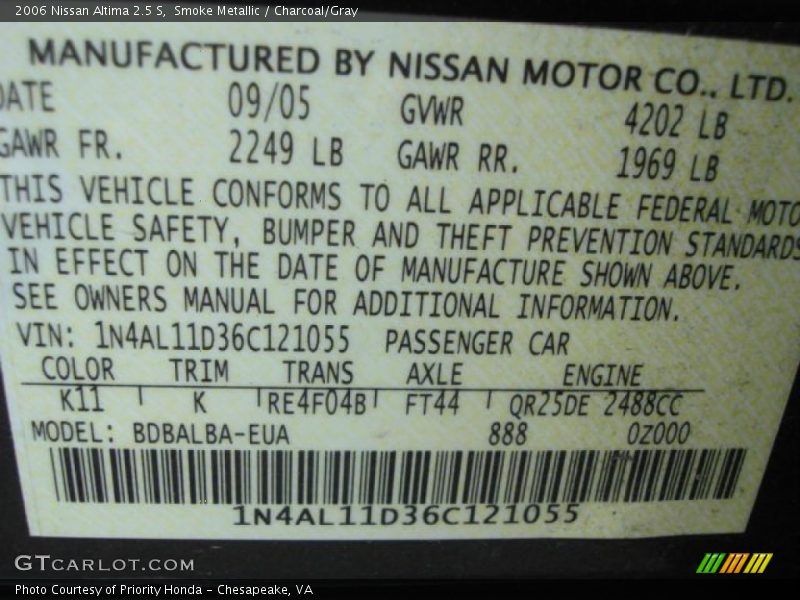 2006 Nissan Altima 2.5 S, Smoke Metallic / Charcoal/Gray
MANUFACTURED BY NISSAN MOTOR CO., LTD.
DATE 09/05 GVWR 4202 LB
GAWR FR. 2249 LB GAWR RR. 1969 LB
THIS VEHICLE CONFORMS TO ALL APPLICABLE FEDERAL MOTO
VEHICLE SAFETY, BUMPER AND THEFT PREVENTION STANDARDS
IN EFFECT ON THE DATE OF MANUFACTURE SHOWN ABOVE.
SEE OWNERS MANUAL FOR ADDITIONAL INFORMATION.
VIN: 1N4AL11D36C121055 PASSENGER CAR
COLOR TRIM TRANS AXLE ENGINE
K11 K RE4F04B FT44 QR25DE 2488CC
MODEL: BDBALBA-EUA 888 0Z000
1N4AL11D36C121055
GTCARLOT.COM
Photo Courtesy of Priority Honda - Chesapeake, VA